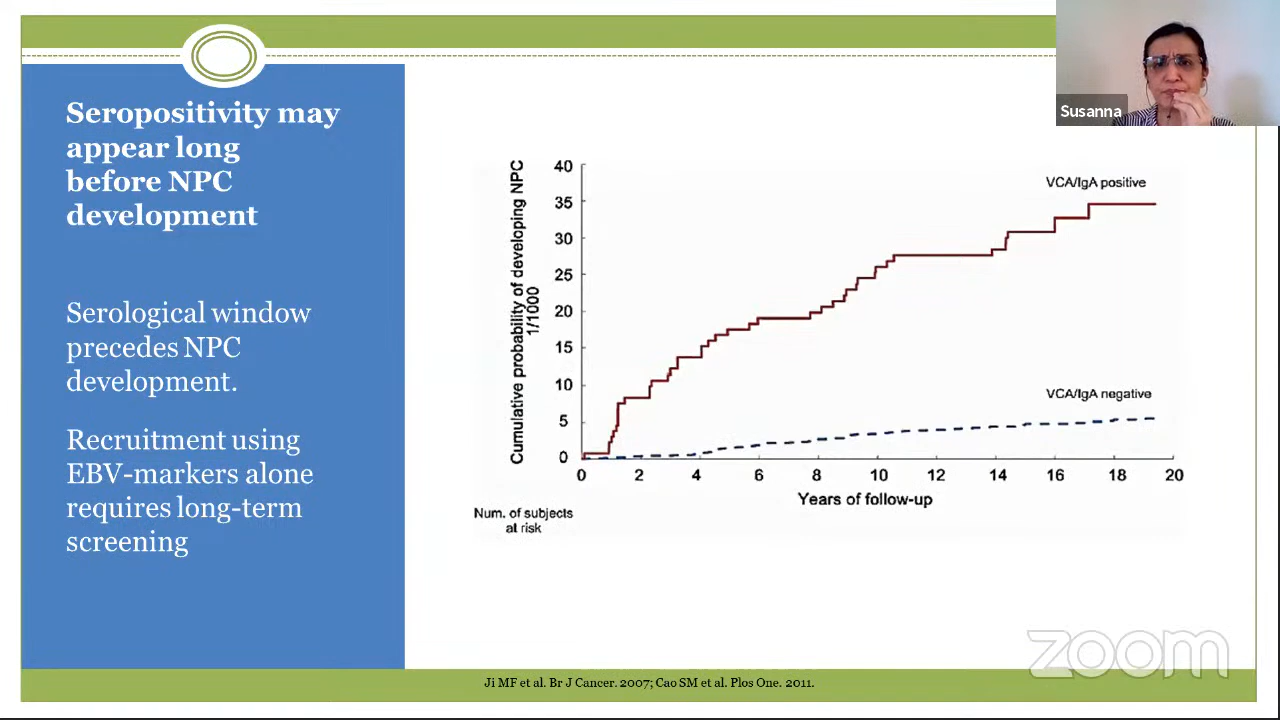 Seropositivity may
appear long
before NPC
development
Serological window
precedes NPC
development.
Recruitment using
EBV-markers alone
requires long-term
screening
Susanna
Cumulative probability of developing NPC
1/1000
40
35
30
25
20
15
10
5
0
VCA/IgA positive
VCA/IgA negative
0 2 4 6 8 10 12 14 16 18 20
Years of follow-up
Num. of subjects
at risk
zoom
Ji MF et al. Br J Cancer. 2007; Cao SM et al. Plos One. 2011.